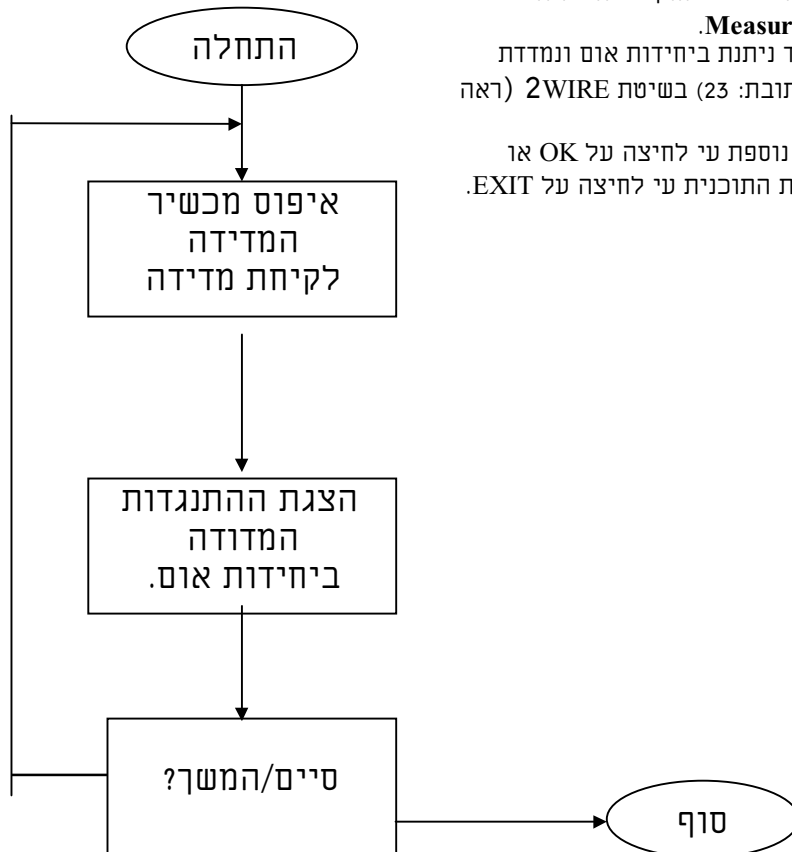 Measur.
ד ניתנת ביחידות אום ונמדדת
תובת: 23) בשיטת 2WIRE (ראה
נוספת עי לחיצה על OK או
ת התוכנית עי לחיצה על EXIT.
התחלה
איפוס מכשיר
המדידה
לקיחת מדידה
הצגת ההתנגדות
המדודה
ביחידות אום.
סיים/המשך?
סוף